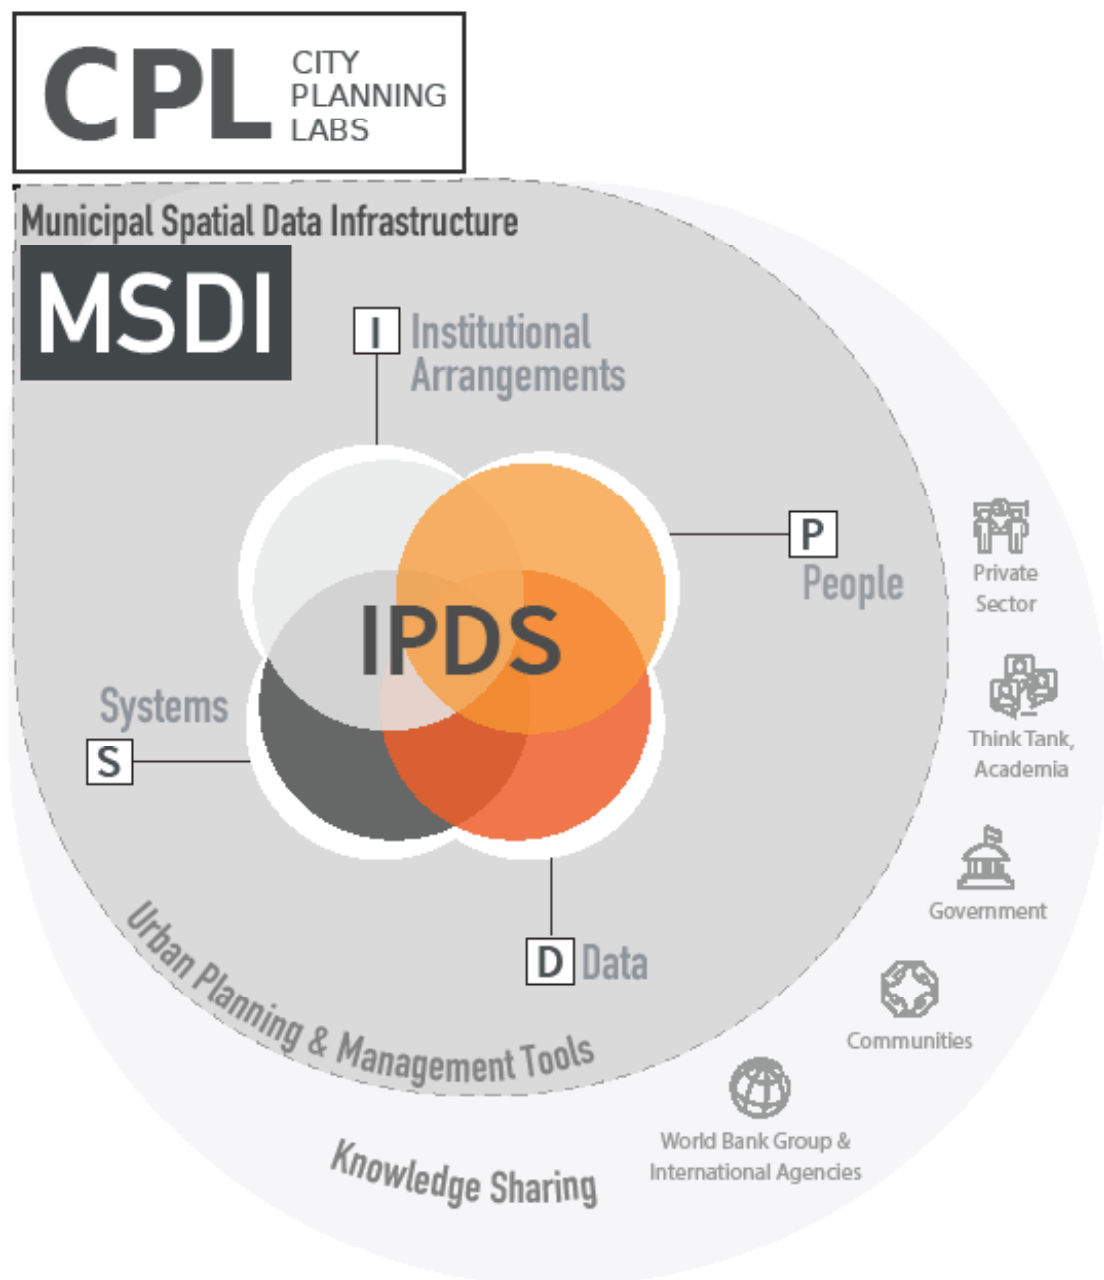 CPL
CITY
PLANNING
LABS
Municipal Spatial Data Infrastructure
MSDI
I
Institutional
Arrangements
P
People
IPDS
Systems
S
D
Data
Urban Planning & Management Tools
Knowledge Sharing
Private
Sector
Think Tank,
Academia
Government
Communities
World Bank Group &
International Agencies